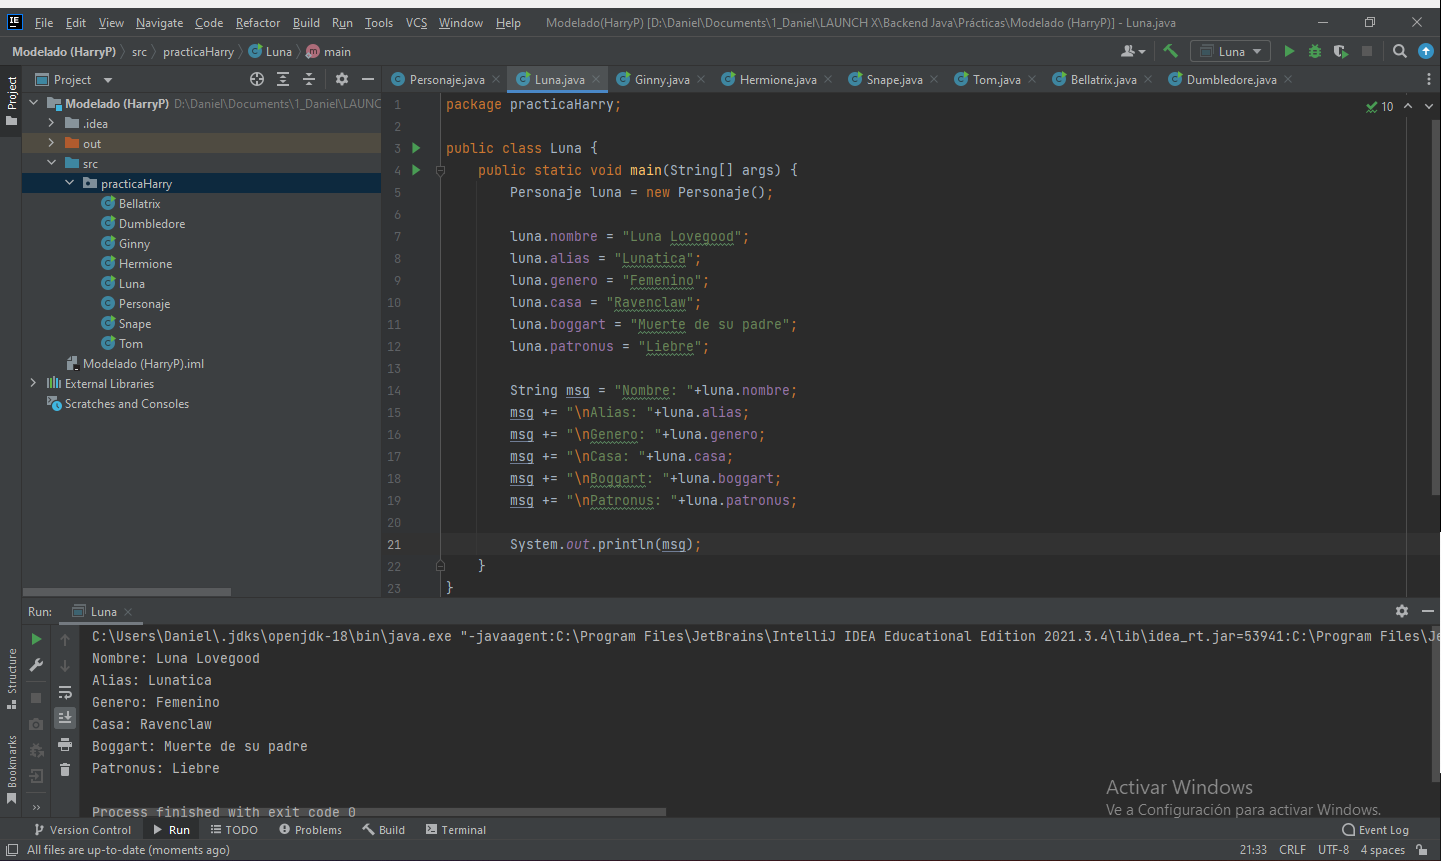 File Edit View Navigate Code Refactor Build Run Tools VCS Window Help Modelado(HarryP) [D:\Daniel\Documents\1_Daniel\LAUNCH X\Backend Java\Prácticas\Modelado (HarryP)] - Luna.java
Modelado (HarryP) src practicaHarry Luna main Luna
Project
Project
Personaje.java Luna.java Ginny.java Hermione.java Snape.java Tom.java Bellatrix.java Dumbledore.java
Modelado (HarryP) D:\Daniel\Documents\1_Daniel\LAUNC
.idea
out
src
practicaHarry
Bellatrix
Dumbledore
Ginny
Hermione
Luna
Personaje
Snape
Tom
Modelado (HarryP).iml
External Libraries
Scratches and Consoles
10
1 package practicaHarry;
2
3 public class Luna {
4 public static void main(String[] args) {
5 Personaje luna = new Personaje();
6
7 luna.nombre = "Luna Lovegood";
8 luna.alias = "Lunatica";
9 luna.genero = "Femenino";
10 luna.casa = "Ravenclaw";
11 luna.boggart = "Muerte de su padre";
12 luna.patronus = "Liebre";
13
14 String msg = "Nombre: "+luna.nombre;
15 msg += "\nAlias: "+luna.alias;
16 msg += "\nGenero: "+luna.genero;
17 msg += "\nCasa: "+luna.casa;
18 msg += "\nBoggart: "+luna.boggart;
19 msg += "\nPatronus: "+luna.patronus;
20
21 System.out.println(msg);
22 }
23 }
Run: Luna
C:\Users\Daniel\.jdks\openjdk-18\bin\java.exe "-javaagent:C:\Program Files\JetBrains\IntelliJ IDEA Educational Edition 2021.3.4\lib\idea_rt.jar=53941:C:\Program Files\Je
Nombre: Luna Lovegood
Alias: Lunatica
Genero: Femenino
Casa: Ravenclaw
Boggart: Muerte de su padre
Patronus: Liebre
Process finished with exit code 0
Structure
Bookmarks
Activar Windows
Ve a Configuración para activar Windows.
Version Control Run TODO Problems Build Terminal Event Log
All files are up-to-date (moments ago) 21:33 CRLF UTF-8 4 spaces